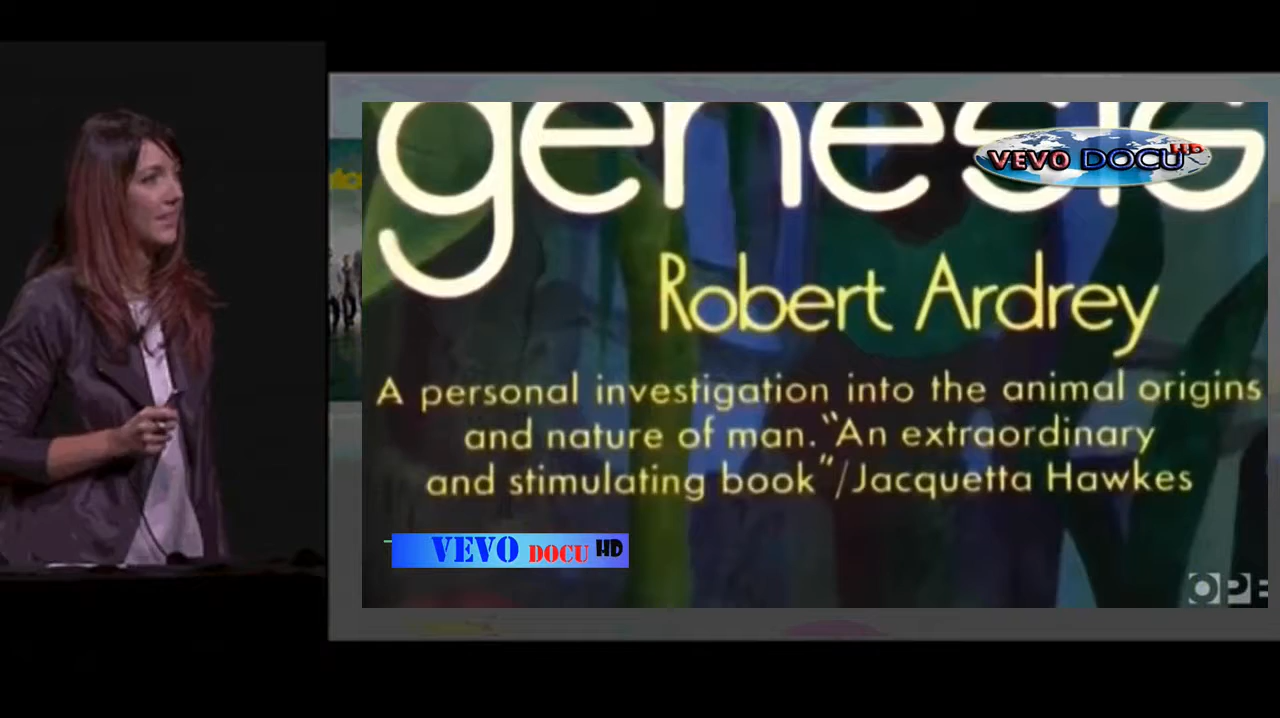 genesis
VEVO DOCU HD
Robert Ardrey
A personal investigation into the animal origins
and nature of man. "An extraordinary
and stimulating book"/Jacquetta Hawkes
VEVO DOCU HD
OPE